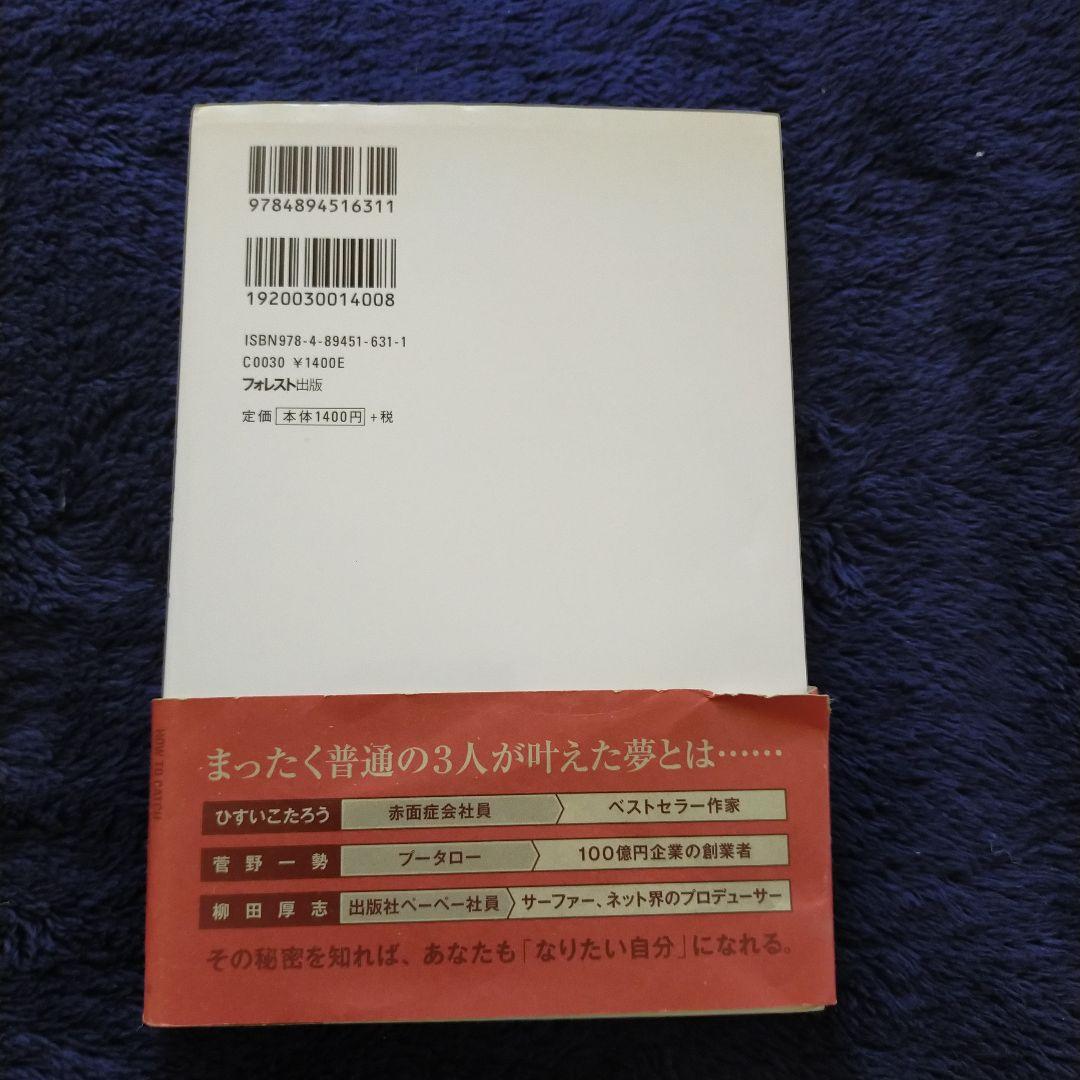 9784894516311
1920030014008
ISBN978-4-89451-631-1
C0030 ¥1400E
フォレスト出版
定価 本体1400円 +税
まったく普通の3人が叶えた夢とは……
ひすいこたろう 赤面症会社員 ベストセラー作家
菅野一勢 プータロー 100億円企業の創業者
柳田厚志 出版社ペーペー社員 サーファー、ネット界のプロデューサー
その秘密を知れば、あなたも「なりたい自分」になれる。
HOW TO CATCH